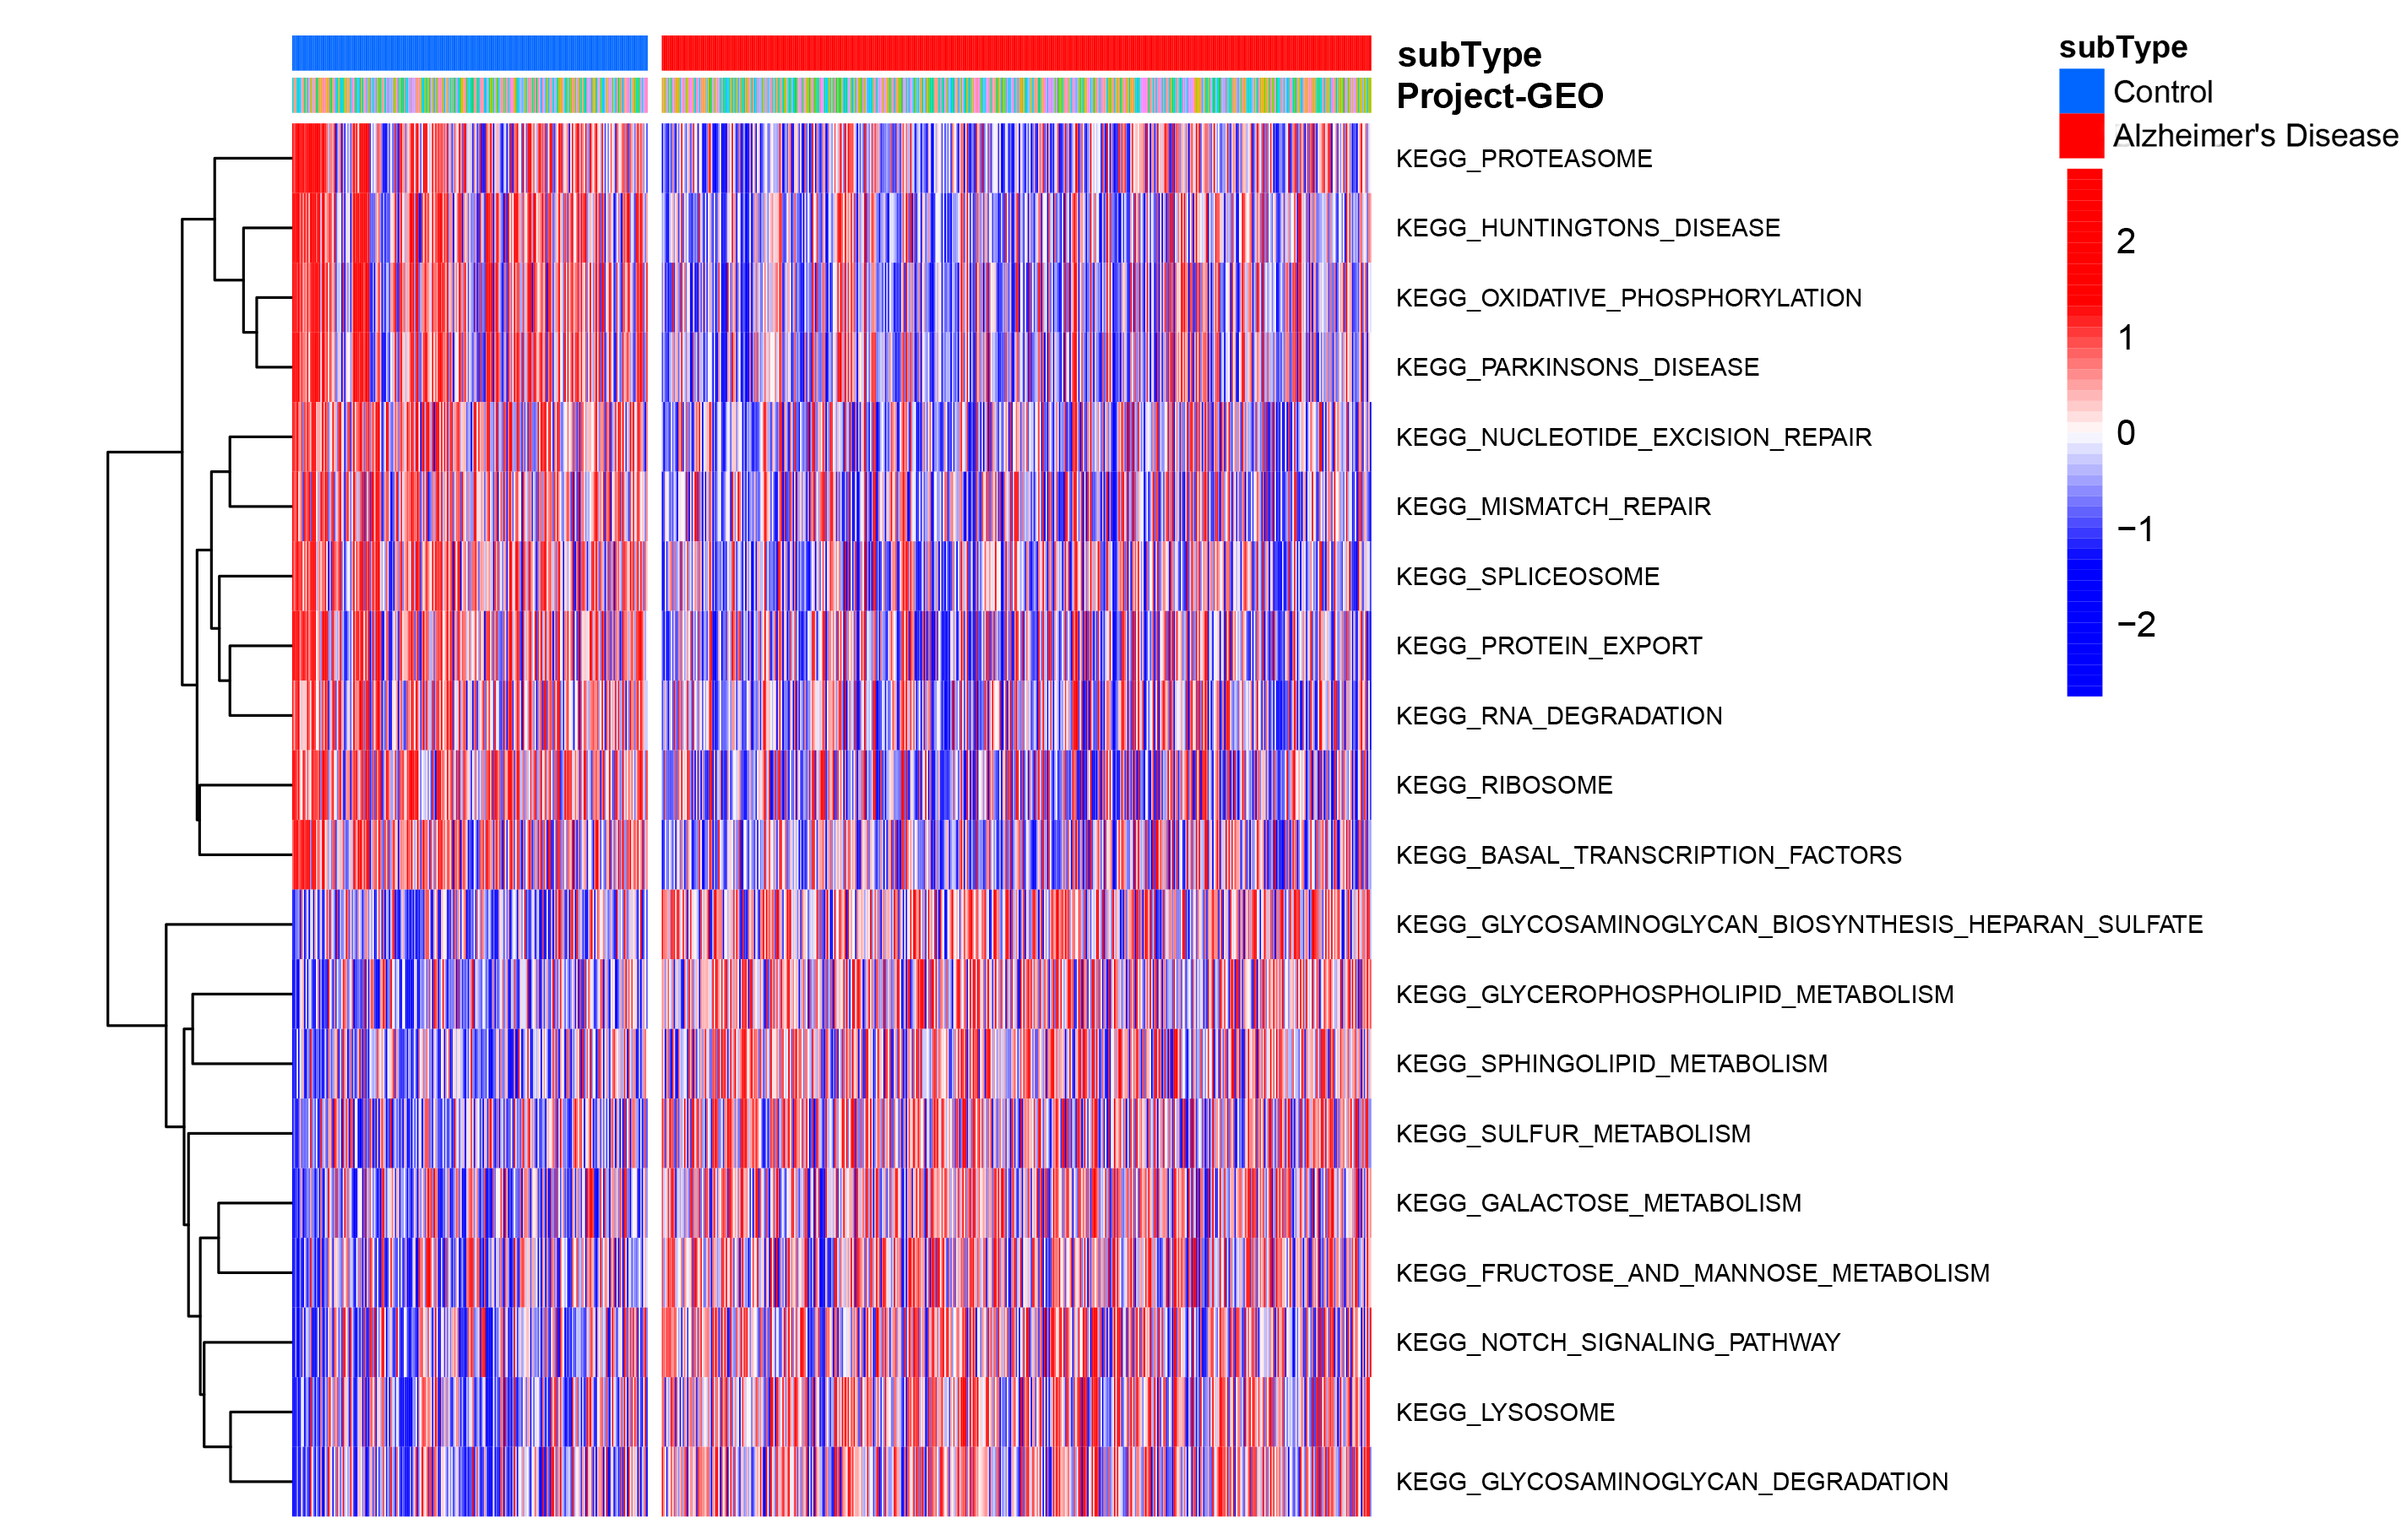 subType
Project-GEO
KEGG_PROTEASOME
KEGG_HUNTINGTONS_DISEASE
KEGG_OXIDATIVE_PHOSPHORYLATION
KEGG_PARKINSONS_DISEASE
KEGG_NUCLEOTIDE_EXCISION_REPAIR
KEGG_MISMATCH_REPAIR
KEGG_SPLICEOSOME
KEGG_PROTEIN_EXPORT
KEGG_RNA_DEGRADATION
KEGG_RIBOSOME
KEGG_BASAL_TRANSCRIPTION_FACTORS
KEGG_GLYCOSAMINOGLYCAN_BIOSYNTHESIS_HEPARAN_SULFATE
KEGG_GLYCEROPHOSPHOLIPID_METABOLISM
KEGG_SPHINGOLIPID_METABOLISM
KEGG_SULFUR_METABOLISM
KEGG_GALACTOSE_METABOLISM
KEGG_FRUCTOSE_AND_MANNOSE_METABOLISM
KEGG_NOTCH_SIGNALING_PATHWAY
KEGG_LYSOSOME
KEGG_GLYCOSAMINOGLYCAN_DEGRADATION
subType
Control
Alzheimer's Disease
2
1
0
−1
−2